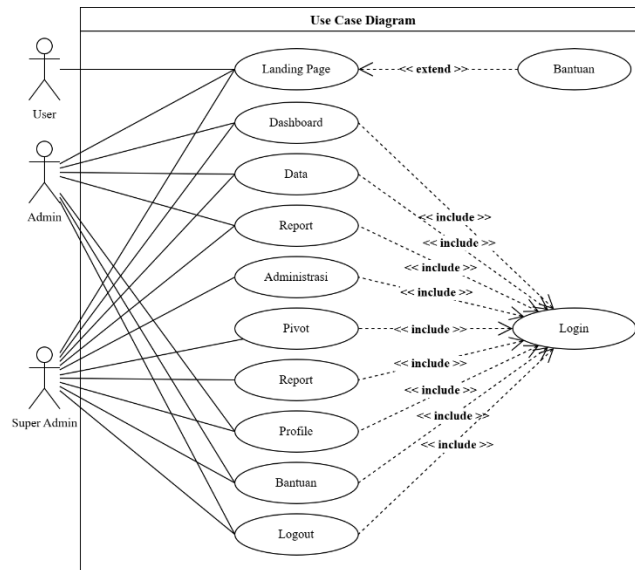 Use Case Diagram
Landing Page
<< extend >>
Bantuan
User
Dashboard
Admin
Data
<< include >>
Report
<< include >>
<< include >>
Administrasi
<< include >>
Pivot
<< include >>
Login
Super Admin
Report
<< include >>
Profile
<< include >>
<< include >>
Bantuan
<< include >>
Logout